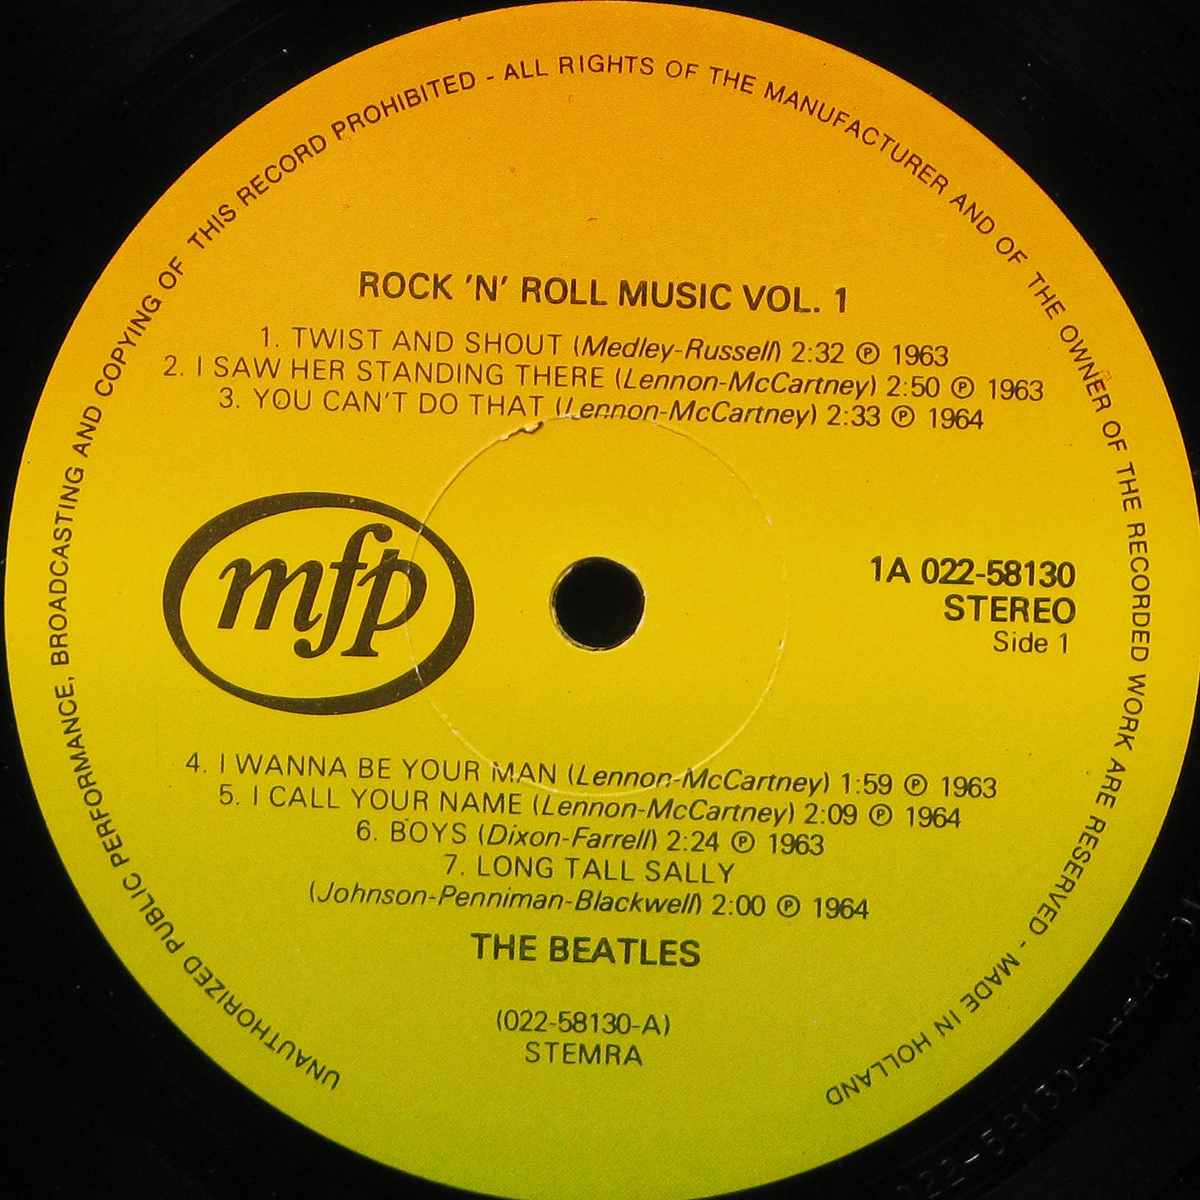 UNAUTHORIZED PUBLIC PERFORMANCE, BROADCASTING AND COPYING OF THIS RECORD PROHIBITED - ALL RIGHTS OF THE MANUFACTURER AND OF THE OWNER OF THE RECORDED WORK ARE RESERVED - MADE IN HOLLAND
ROCK 'N' ROLL MUSIC VOL. 1
1. TWIST AND SHOUT (Medley-Russell) 2:32 Ⓟ 1963
2. I SAW HER STANDING THERE (Lennon-McCartney) 2:50 Ⓟ 1963
3. YOU CAN'T DO THAT (Lennon-McCartney) 2:33 Ⓟ 1964
mfp
1A 022-58130
STEREO
Side 1
4. I WANNA BE YOUR MAN (Lennon-McCartney) 1:59 Ⓟ 1963
5. I CALL YOUR NAME (Lennon-McCartney) 2:09 Ⓟ 1964
6. BOYS (Dixon-Farrell) 2:24 Ⓟ 1963
7. LONG TALL SALLY
(Johnson-Penniman-Blackwell) 2:00 Ⓟ 1964
THE BEATLES
(022-58130-A)
STEMRA